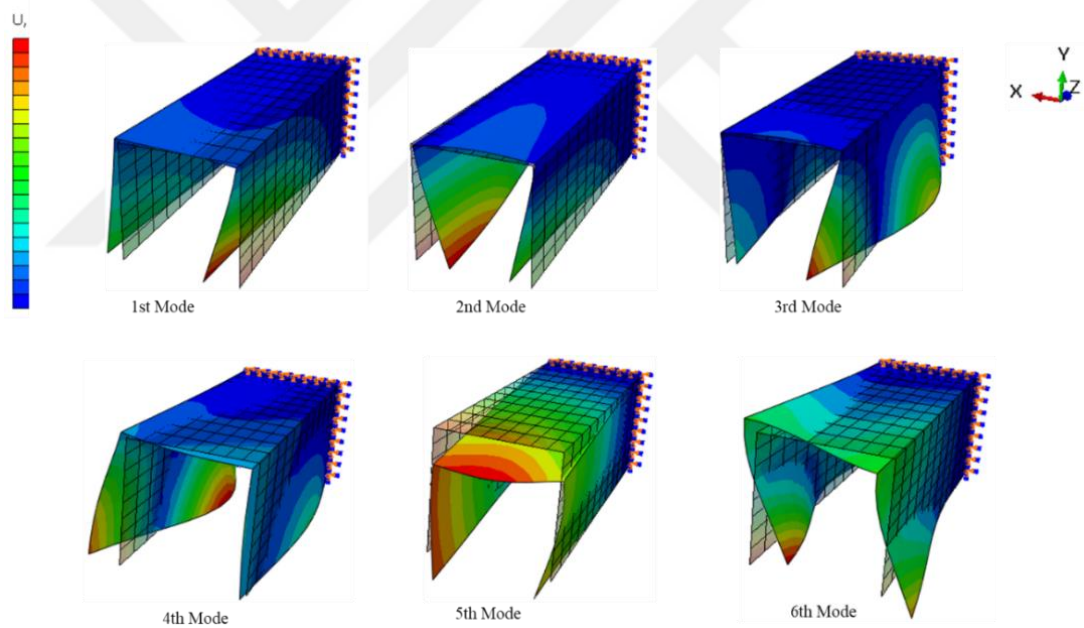 U,
Y
X
Z
1st Mode
2nd Mode
3rd Mode
4th Mode
5th Mode
6th Mode